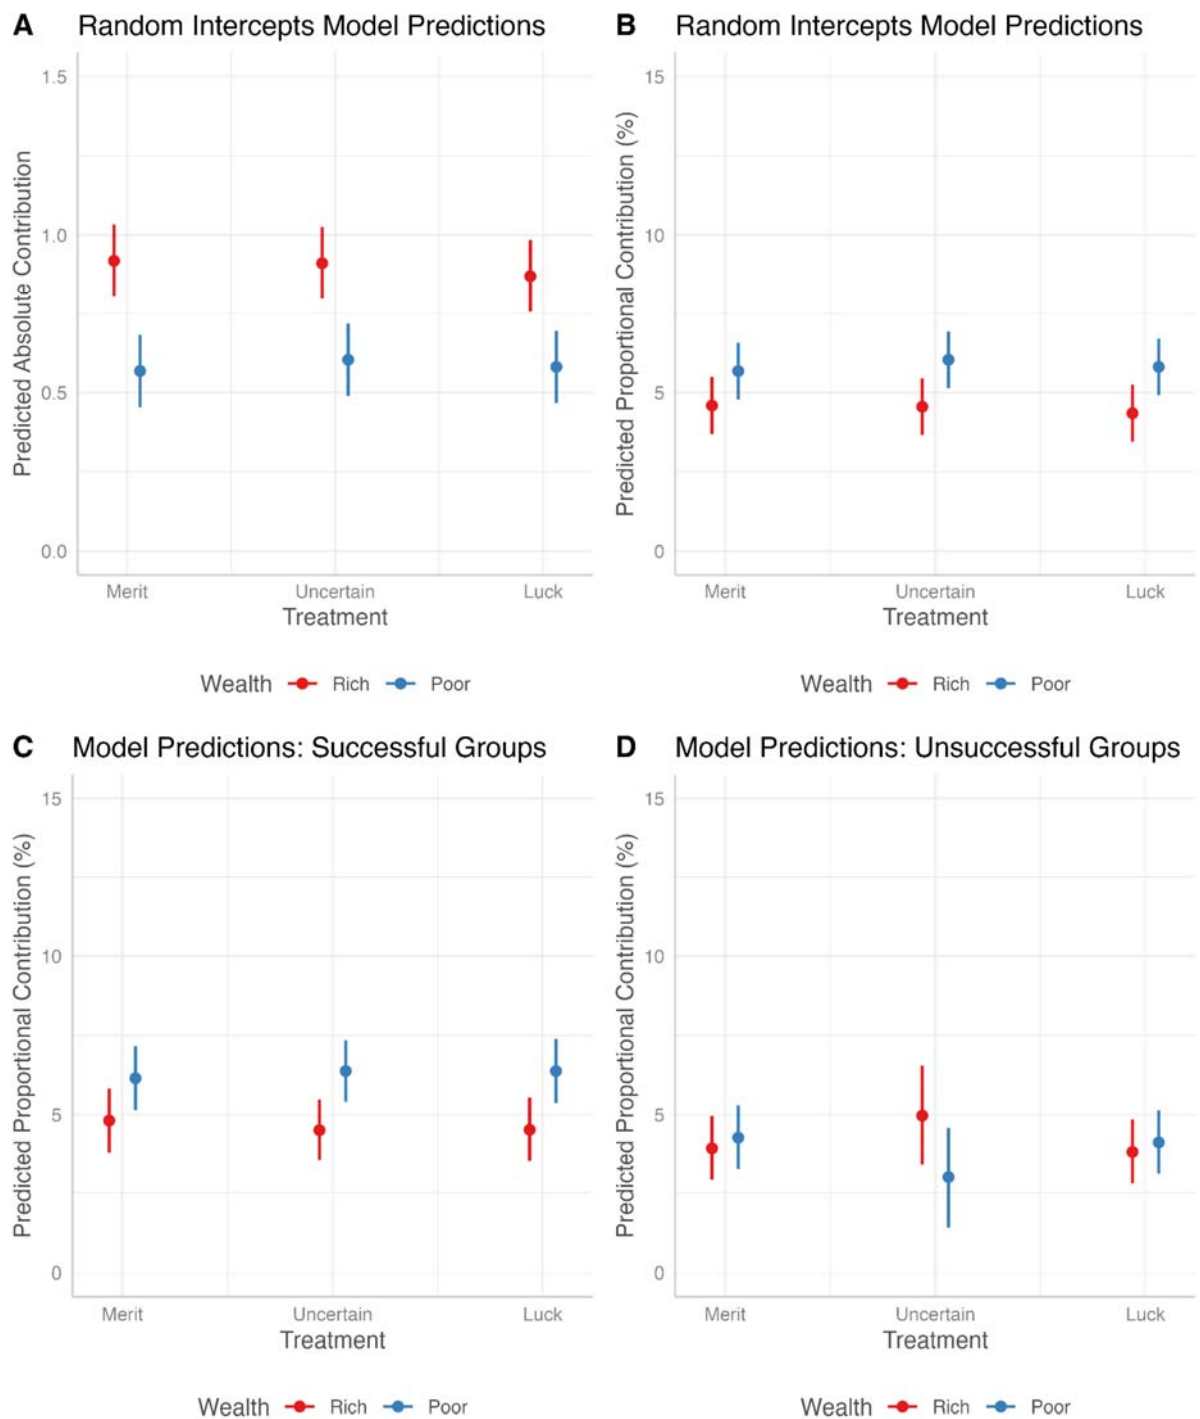 A Random Intercepts Model Predictions
Predicted Absolute Contribution
1.5
1.0
0.5
0.0
Merit Uncertain Luck
Treatment
Wealth Rich Poor
B Random Intercepts Model Predictions
Predicted Proportional Contribution (%)
15
10
5
0
Merit Uncertain Luck
Treatment
Wealth Rich Poor
C Model Predictions: Successful Groups
Predicted Proportional Contribution (%)
15
10
5
0
Merit Uncertain Luck
Treatment
Wealth Rich Poor
D Model Predictions: Unsuccessful Groups
Predicted Proportional Contribution (%)
15
10
5
0
Merit Uncertain Luck
Treatment
Wealth Rich Poor